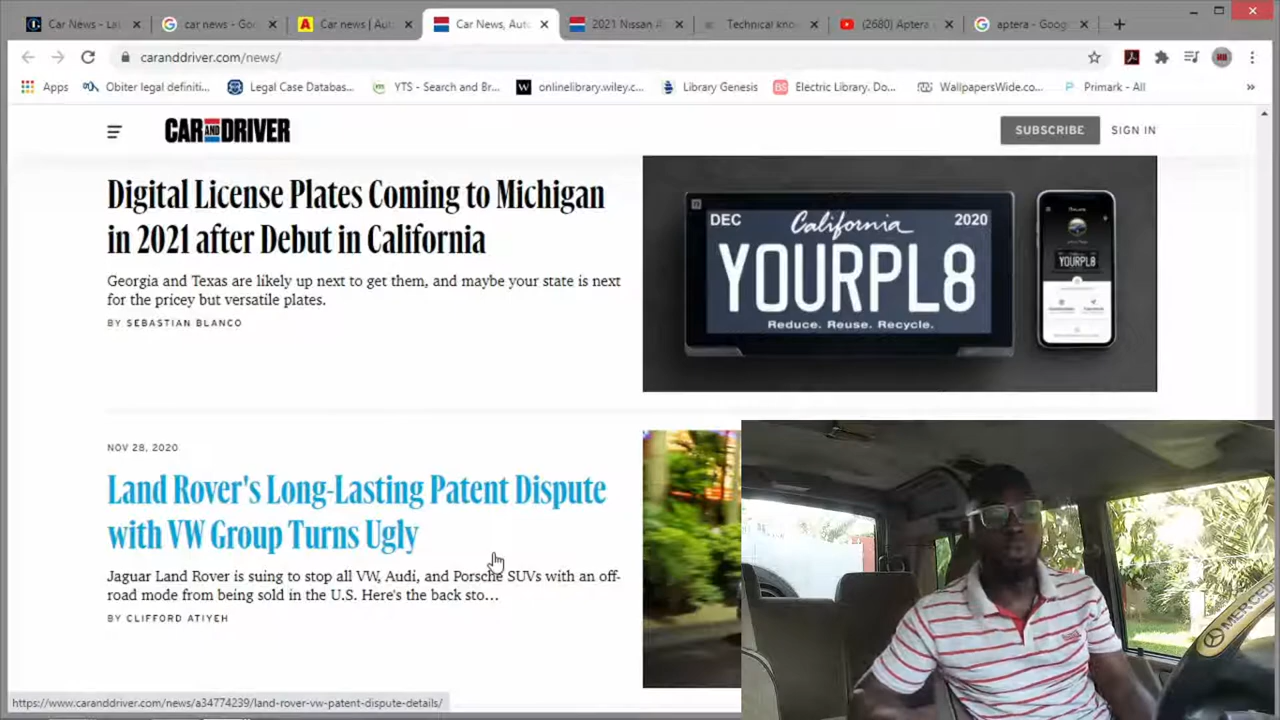 Car News - La
car news - Goo
Car news | Aut
Car News, Auto
2021 Nissan
Technical kno
(2680) Aptera
aptera - Goog
caranddriver.com/news/
Apps
Obiter legal definiti...
Legal Case Databas...
YTS - Search and Br...
onlinelibrary.wiley.c...
Library Genesis
Electric Library. Do...
WallpapersWide.co...
Primark - All
»
CAR AND DRIVER
SUBSCRIBE
SIGN IN
Digital License Plates Coming to Michigan
in 2021 after Debut in California
Georgia and Texas are likely up next to get them, and maybe your state is next
for the pricey but versatile plates.
BY SEBASTIAN BLANCO
DEC
California
2020
YOURPL8
Reduce. Reuse. Recycle.
YOURPL8
NOV 28, 2020
Land Rover's Long-Lasting Patent Dispute
with VW Group Turns Ugly
Jaguar Land Rover is suing to stop all VW, Audi, and Porsche SUVs with an off-
road mode from being sold in the U.S. Here's the back sto...
BY CLIFFORD ATIYEH
MERCED
https://www.caranddriver.com/news/a34774239/land-rover-vw-patent-dispute-details/